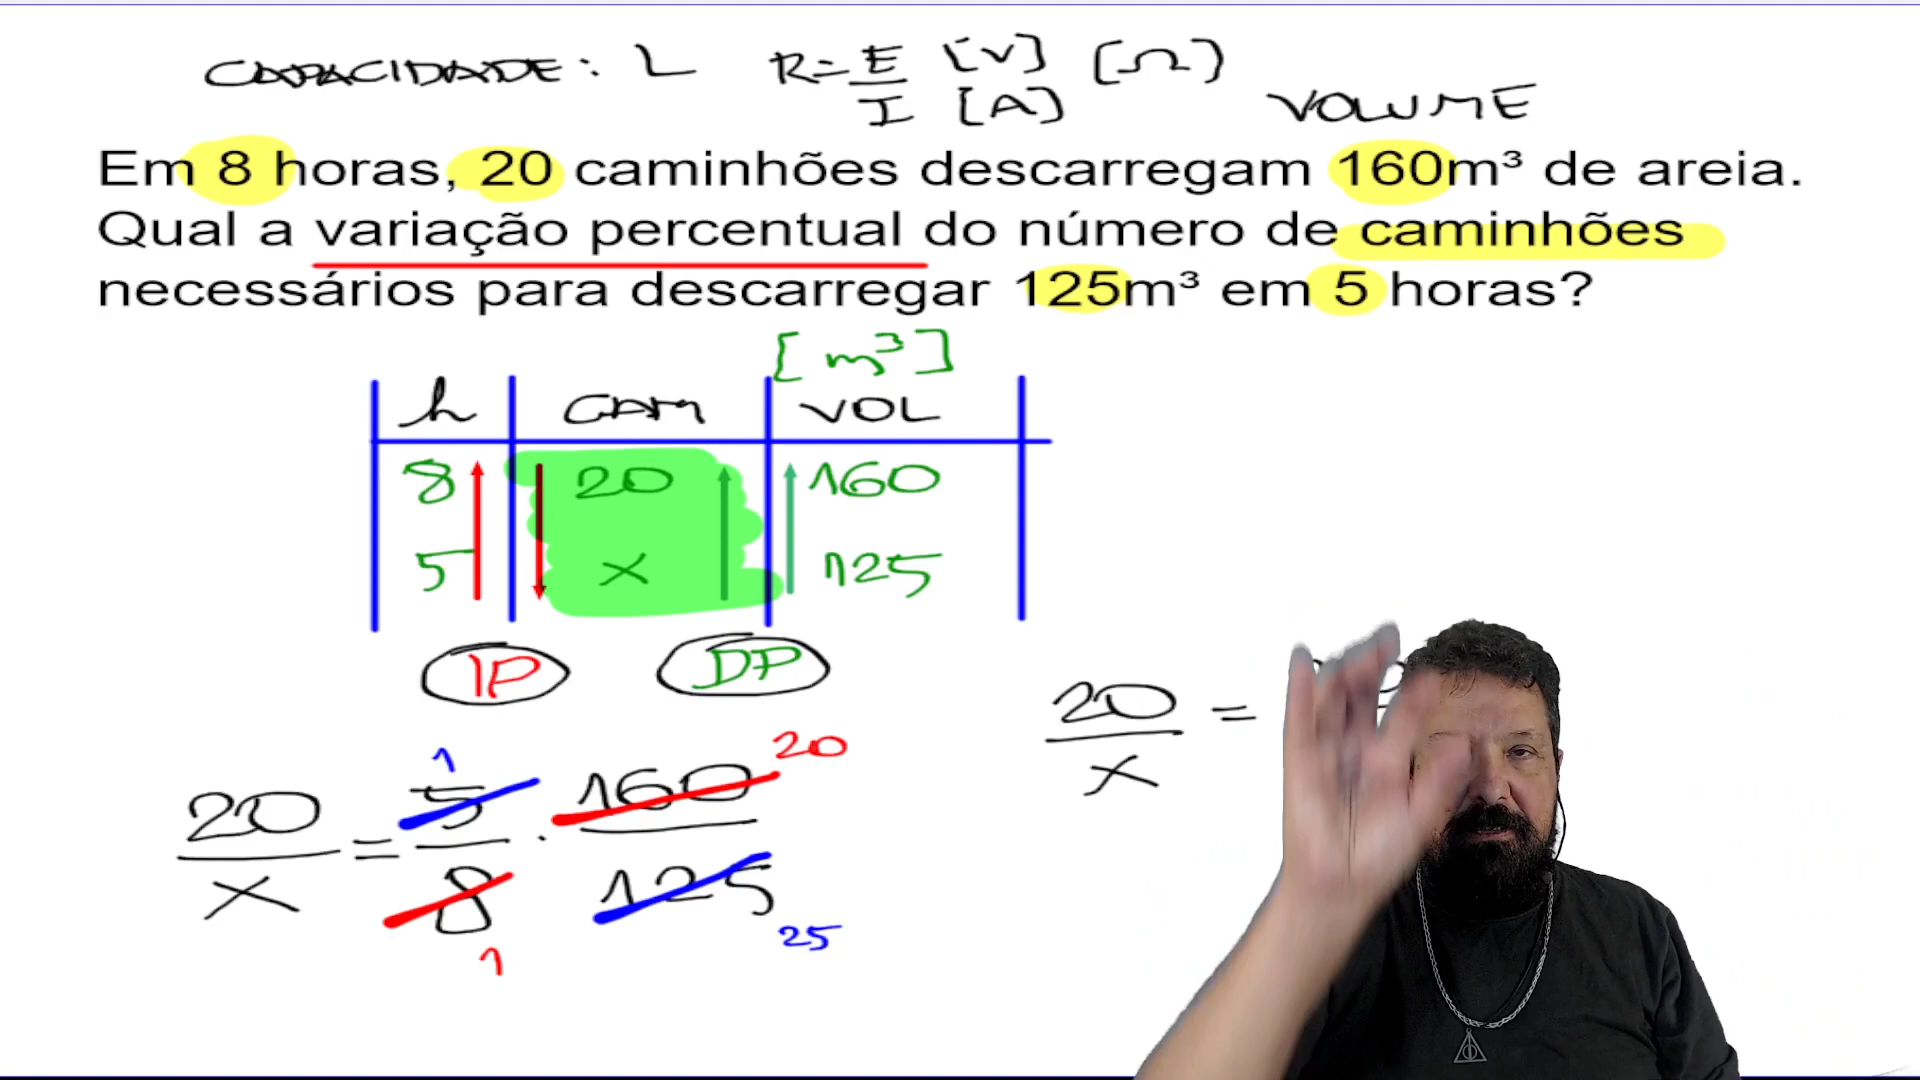 CAPACIDADE: L R = E/I [V] [A] [Ω]
VOLUME
Em 8 horas, 20 caminhões descarregam 160m³ de areia.
Qual a variação percentual do número de caminhões
necessários para descarregar 125m³ em 5 horas?
[m³]
h CAM VOL
8 20 160
5 x 125
IP DP
20/x = 5/8 · 160/125
1 20
1 25
20/x =